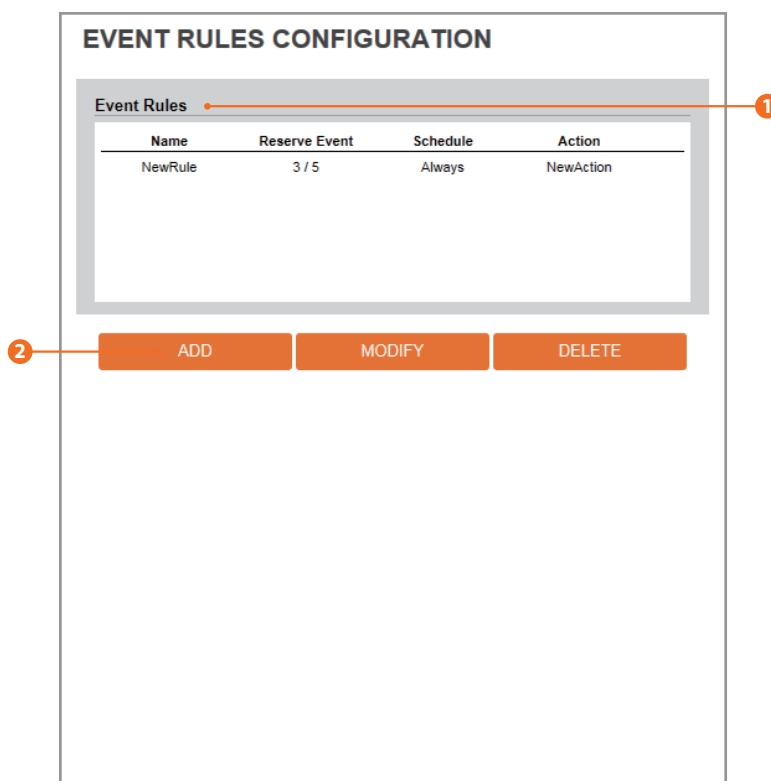 EVENT RULES CONFIGURATION
Event Rules 1
Name Reserve Event Schedule Action
NewRule 3 / 5 Always NewAction
2 ADD MODIFY DELETE